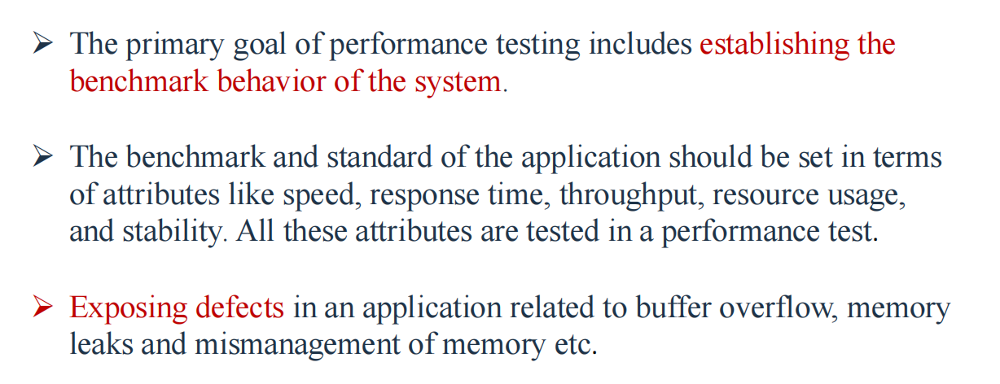 ➢ The primary goal of performance testing includes establishing the
benchmark behavior of the system.
➢ The benchmark and standard of the application should be set in terms
of attributes like speed, response time, throughput, resource usage,
and stability. All these attributes are tested in a performance test.
➢ Exposing defects in an application related to buffer overflow, memory
leaks and mismanagement of memory etc.